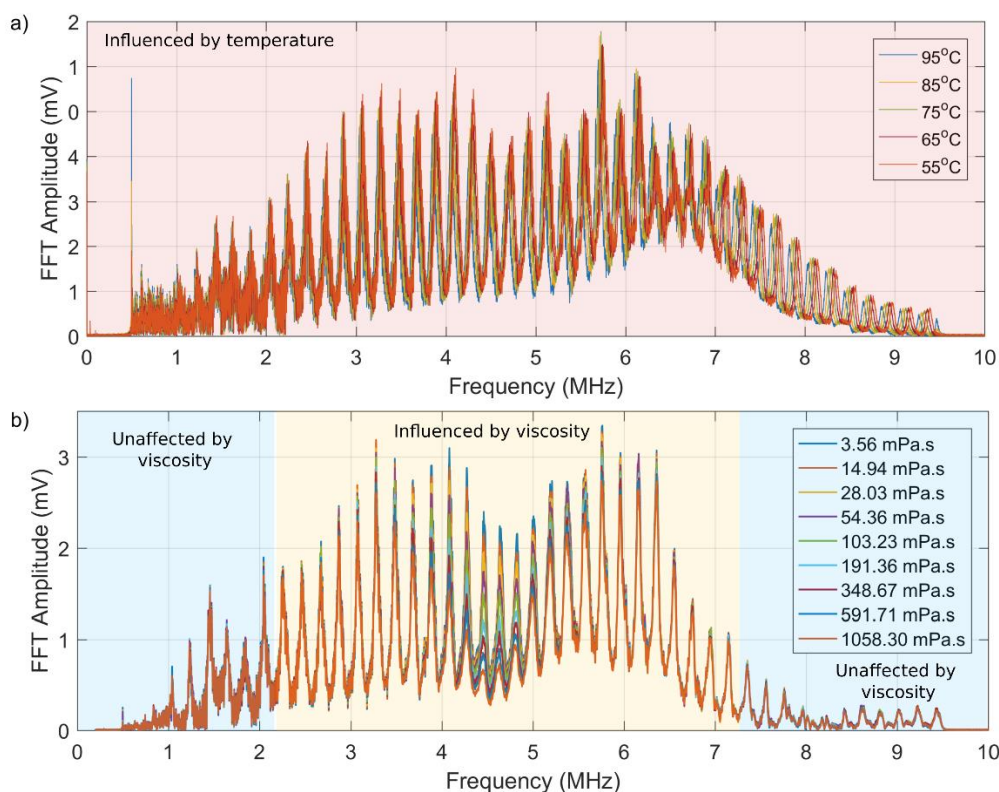 a)
Influenced by temperature
2
1
0
4
3
2
1
0
FFT Amplitude (mV)
95°C
85°C
75°C
65°C
55°C
0 1 2 3 4 5 6 7 8 9 10
Frequency (MHz)
b)
Unaffected by
viscosity
Influenced by viscosity
3
2
1
0
FFT Amplitude (mV)
3.56 mPa.s
14.94 mPa.s
28.03 mPa.s
54.36 mPa.s
103.23 mPa.s
191.36 mPa.s
348.67 mPa.s
591.71 mPa.s
1058.30 mPa.s
Unaffected by
viscosity
0 1 2 3 4 5 6 7 8 9 10
Frequency (MHz)